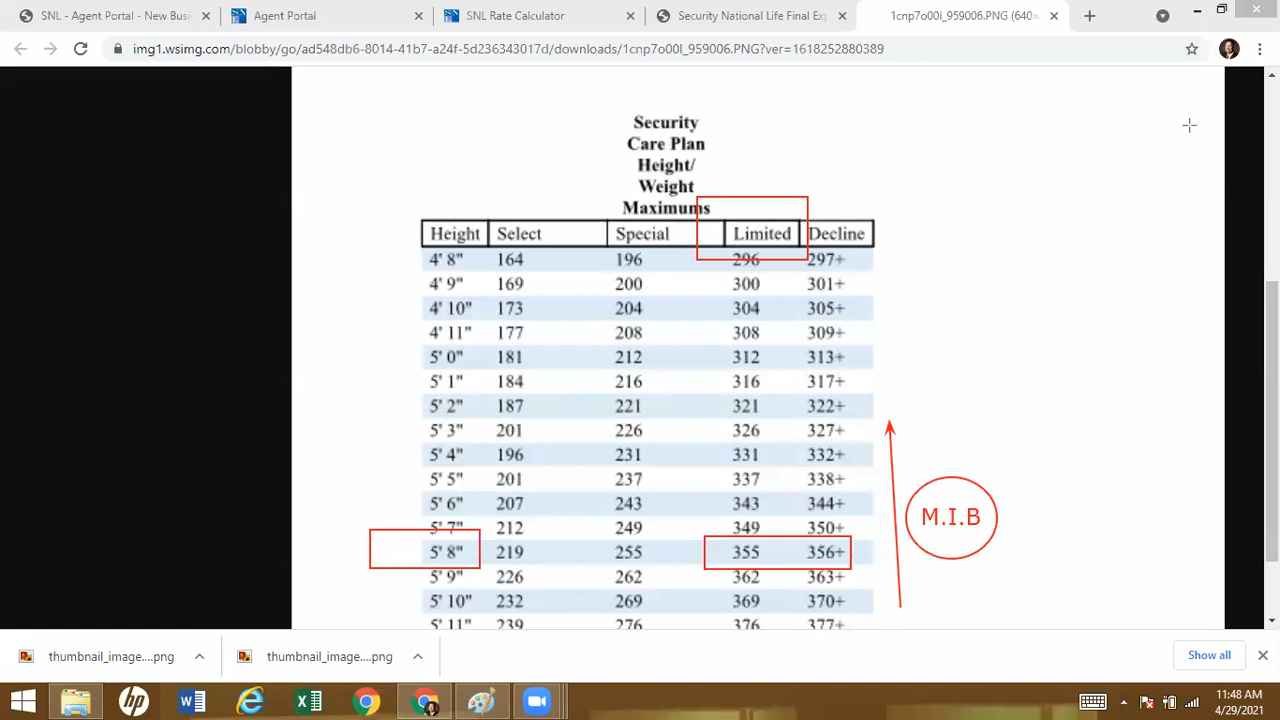 SNL - Agent Portal - New Busi
Agent Portal
SNL Rate Calculator
Security National Life Final Exp
1cnp7o00l_959006.PNG (640×
img1.wsimg.com/blobby/go/ad548db6-8014-41b7-a24f-5d236343017d/downloads/1cnp7o00l_959006.PNG?ver=1618252880389
Security
Care Plan
Height/
Weight
Maximums
Height Select Special Limited Decline
4' 8" 164 196 296 297+
4' 9" 169 200 300 301+
4' 10" 173 204 304 305+
4' 11" 177 208 308 309+
5' 0" 181 212 312 313+
5' 1" 184 216 316 317+
5' 2" 187 221 321 322+
5' 3" 201 226 326 327+
5' 4" 196 231 331 332+
5' 5" 201 237 337 338+
5' 6" 207 243 343 344+
5' 7" 212 249 349 350+
5' 8" 219 255 355 356+
5' 9" 226 262 362 363+
5' 10" 232 269 369 370+
5' 11" 239 276 376 377+
M.I.B
thumbnail_image....png
thumbnail_image....png
Show all
11:48 AM
4/29/2021